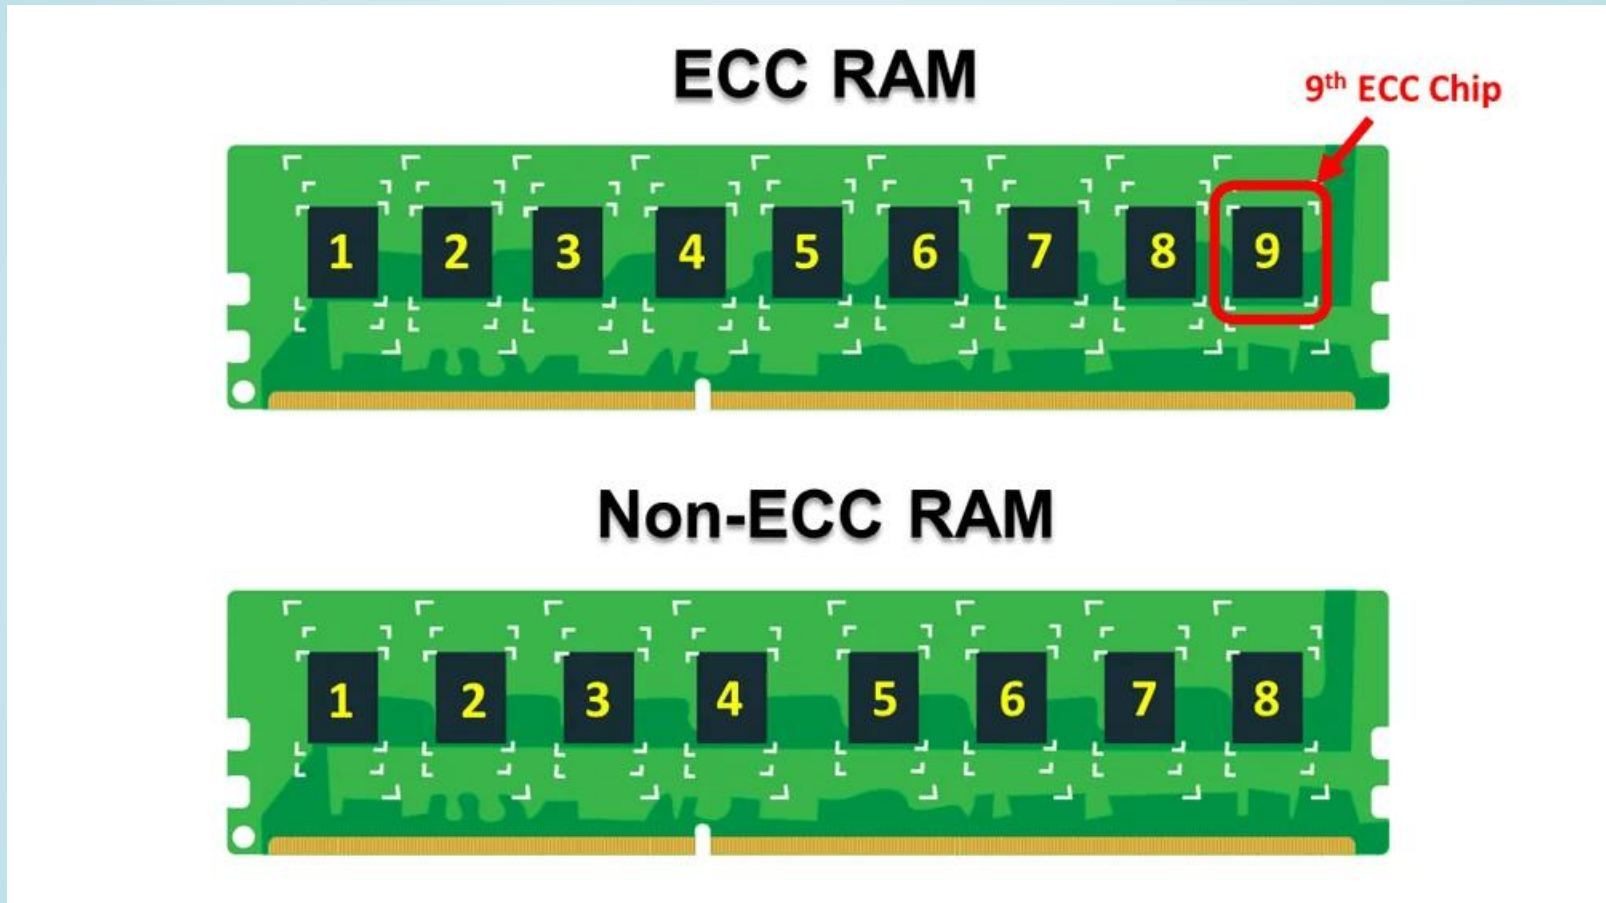 ECC RAM
9th ECC Chip
1 2 3 4 5 6 7 8 9
Non-ECC RAM
1 2 3 4 5 6 7 8